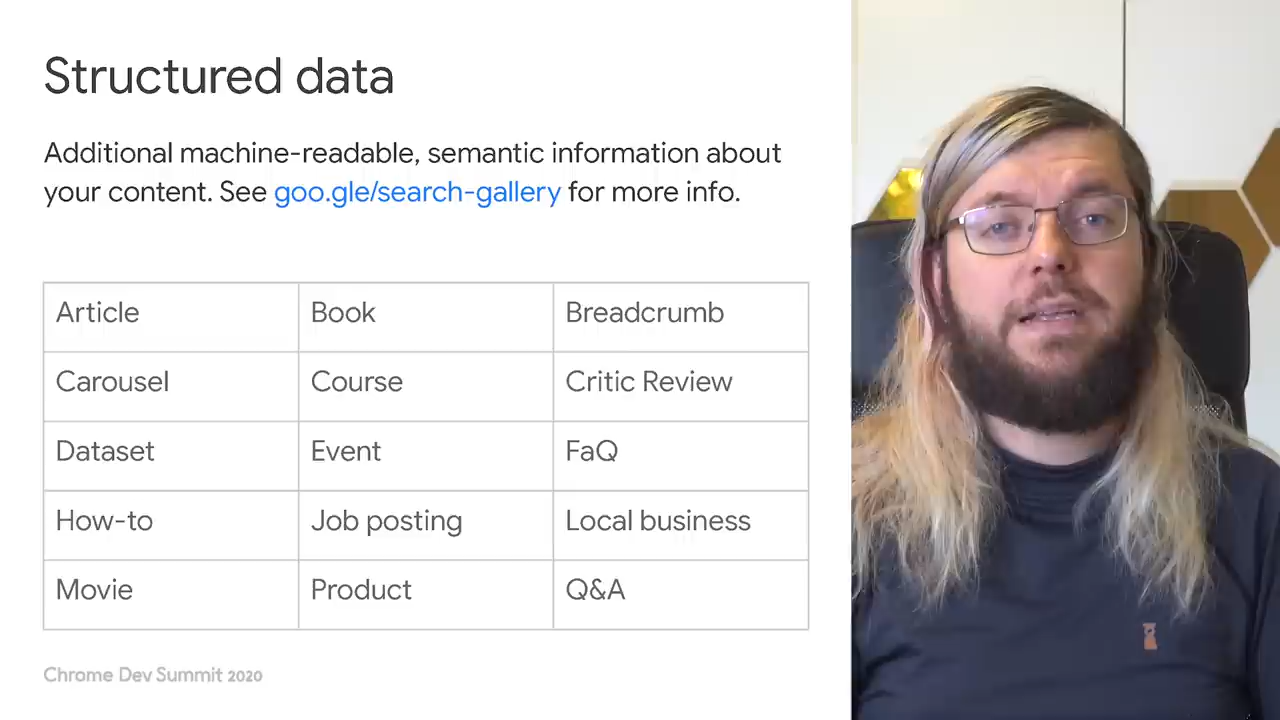 Structured data
Additional machine-readable, semantic information about
your content. See goo.gle/search-gallery for more info.
Article Book Breadcrumb
Carousel Course Critic Review
Dataset Event FaQ
How-to Job posting Local business
Movie Product Q&A
Chrome Dev Summit 2020